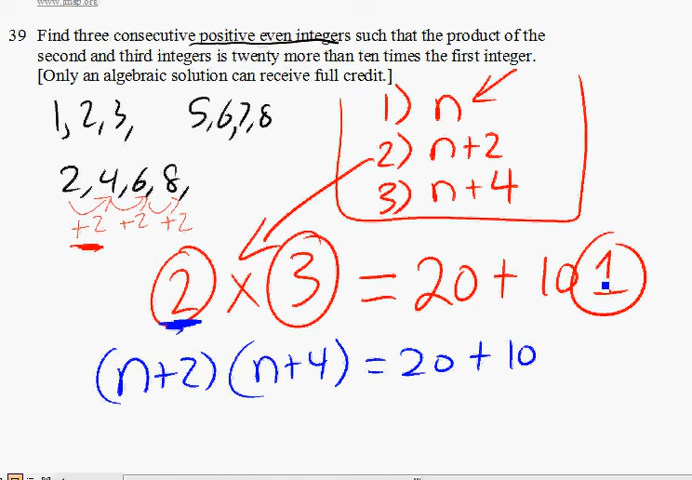 www.jmap.org
39 Find three consecutive positive even integers such that the product of the
second and third integers is twenty more than ten times the first integer.
[Only an algebraic solution can receive full credit.]
1, 2, 3, 5, 6, 7, 8
1) n
2) n+2
3) n+4
2, 4, 6, 8,
+2 +2 +2
2 x 3 = 20 + 10 1
(n+2)(n+4) = 20 + 10